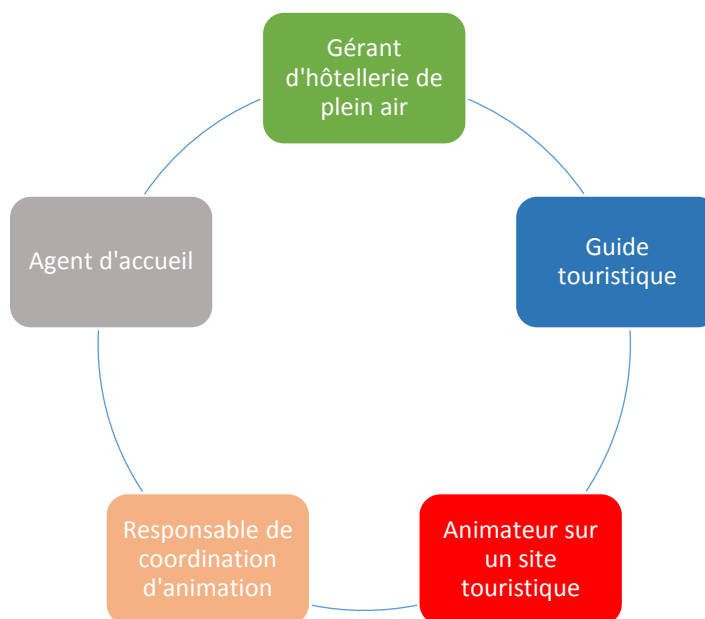 Gérant
d'hôtellerie de
plein air
Agent d'accueil
Guide
touristique
Responsable de
coordination
d'animation
Animateur sur
un site
touristique